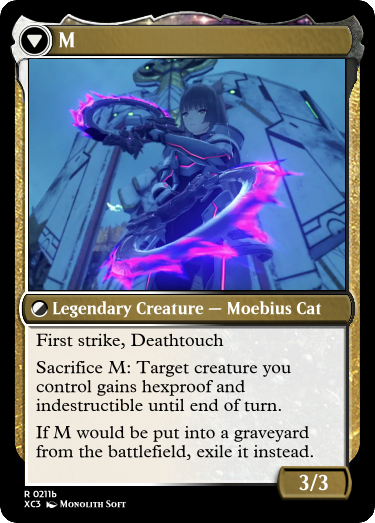 M
Legendary Creature — Moebius Cat
First strike, Deathtouch
Sacrifice M: Target creature you
control gains hexproof and
indestructible until end of turn.
If M would be put into a graveyard
from the battlefield, exile it instead.
3/3
R 0211b
XC3 Monolith Soft